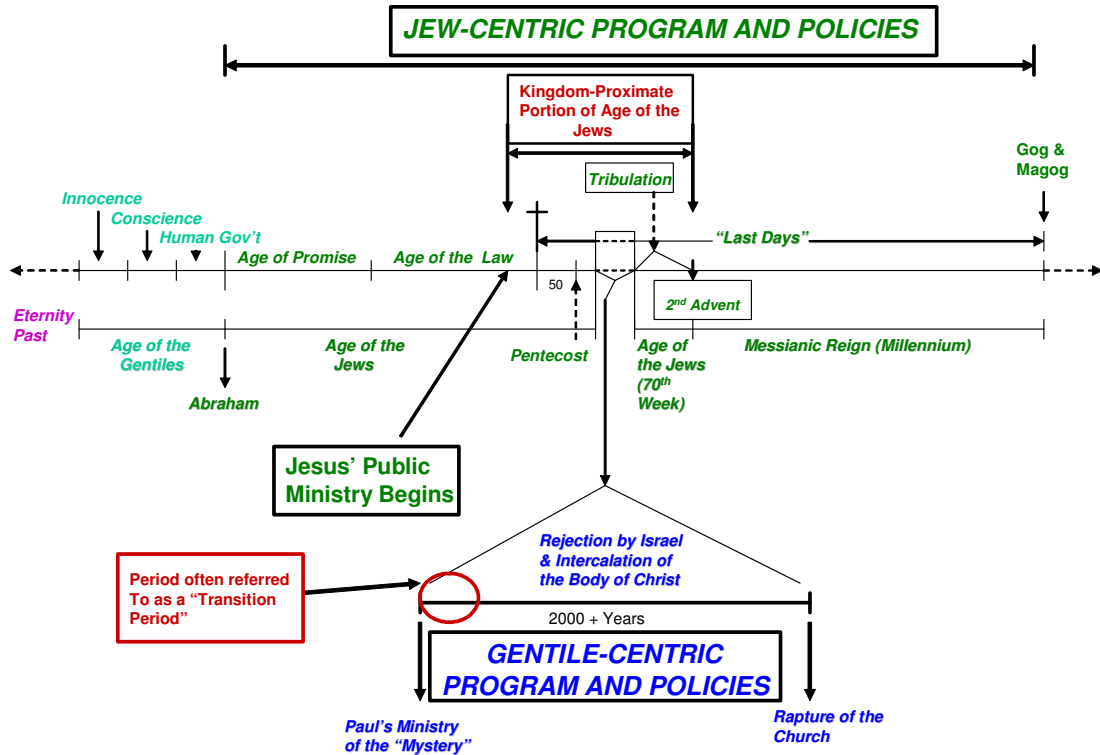 JEW-CENTRIC PROGRAM AND POLICIES
Kingdom-Proximate
Portion of Age of the
Jews
Gog &
Magog
Tribulation
Innocence
Conscience
Human Gov't
"Last Days"
Age of Promise
Age of the Law
50
2nd Advent
Eternity
Past
Age of the
Gentiles
Age of the
Jews
Pentecost
Age of
the Jews
(70th
Week)
Messianic Reign (Millennium)
Abraham
Jesus' Public
Ministry Begins
Rejection by Israel
& Intercalation of
the Body of Christ
Period often referred
To as a "Transition
Period"
2000 + Years
GENTILE-CENTRIC
PROGRAM AND POLICIES
Paul's Ministry
of the "Mystery"
Rapture of the
Church